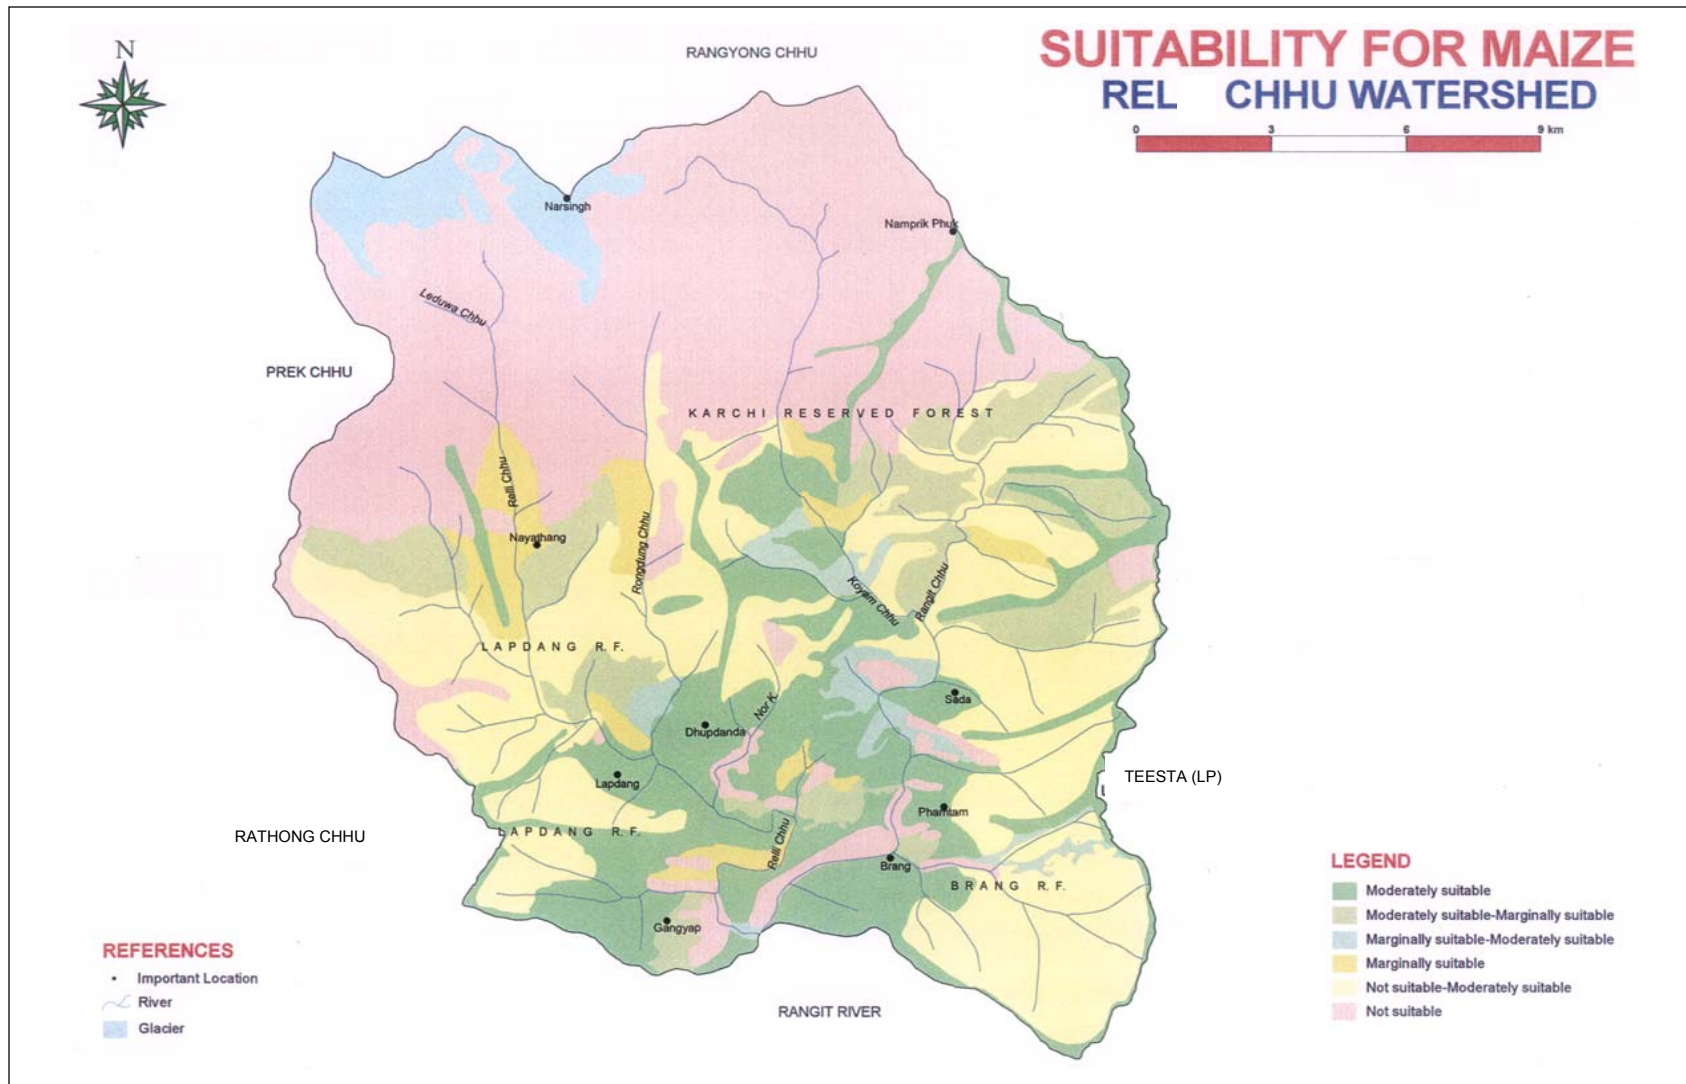 N
RANGYONG CHHU
SUITABILITY FOR MAIZE
REL CHHU WATERSHED
0 3 6 9 km
Narsingh
Namprik Phuk
Leduwa Chhu
PREK CHHU
KARCHI RESERVED FOREST
Relli Chhu
Rongdung Chhu
Nayathang
Koyam Chhu
Rangit Chhu
LAPDANG R.F.
Sada
Nor K
Dhupdanda
Lapdang
TEESTA (LP)
Phamtam
RATHONG CHHU
LAPDANG R.F.
Relli Chhu
Brang
BRANG R.F.
Gangyap
RANGIT RIVER
REFERENCES
Important Location
River
Glacier
LEGEND
Moderately suitable
Moderately suitable-Marginally suitable
Marginally suitable-Moderately suitable
Marginally suitable
Not suitable-Moderately suitable
Not suitable